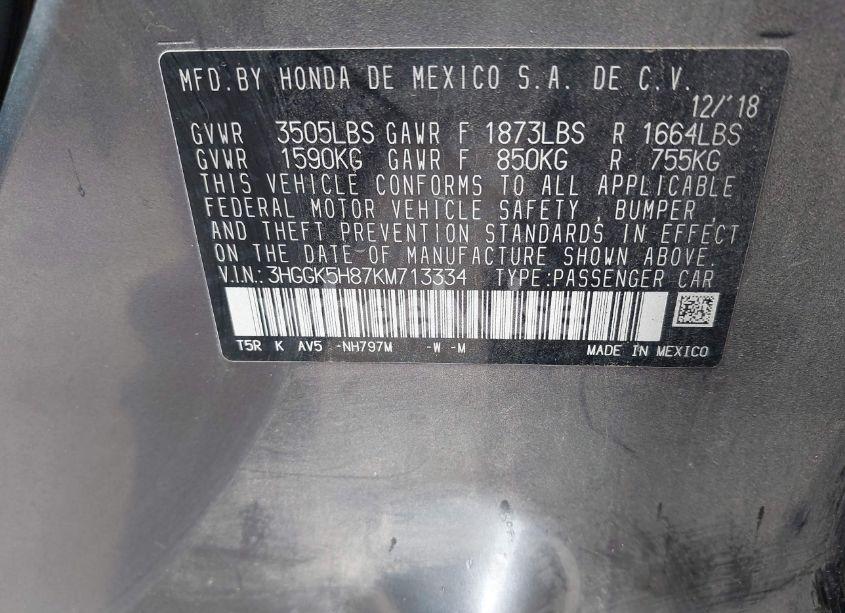 MFD.BY HONDA DE MEXICO S.A. DE C.V.
12/'18
GVWR 3505LBS GAWR F 1873LBS R 1664LBS
GVWR 1590KG GAWR F 850KG R 755KG
THIS VEHICLE CONFORMS TO ALL APPLICABLE
FEDERAL MOTOR VEHICLE SAFETY , BUMPER ,
AND THEFT PREVENTION STANDARDS IN EFFECT
ON THE DATE OF MANUFACTURE SHOWN ABOVE.
V.I.N.:3HGGK5H87KM713334 TYPE:PASSENGER CAR
T5R K AV5 -NH797M -W -M MADE IN MEXICO